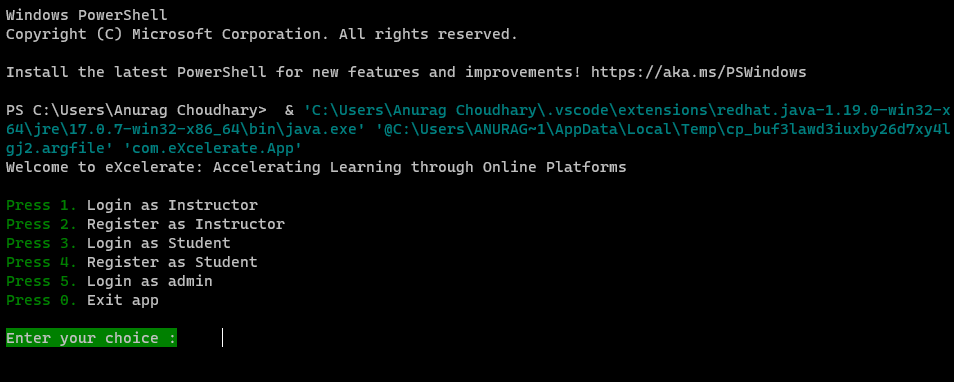 Windows PowerShell
Copyright (C) Microsoft Corporation. All rights reserved.
Install the latest PowerShell for new features and improvements! https://aka.ms/PSWindows
PS C:\Users\Anurag Choudhary>  & 'C:\Users\Anurag Choudhary\.vscode\extensions\redhat.java-1.19.0-win32-x
64\jre\17.0.7-win32-x86_64\bin\java.exe' '@C:\Users\ANURAG~1\AppData\Local\Temp\cp_buf3lawd3iuxby26d7xy4l
gj2.argfile' 'com.eXcelerate.App'
Welcome to eXcelerate: Accelerating Learning through Online Platforms
Press 1. Login as Instructor
Press 2. Register as Instructor
Press 3. Login as Student
Press 4. Register as Student
Press 5. Login as admin
Press 0. Exit app
Enter your choice :